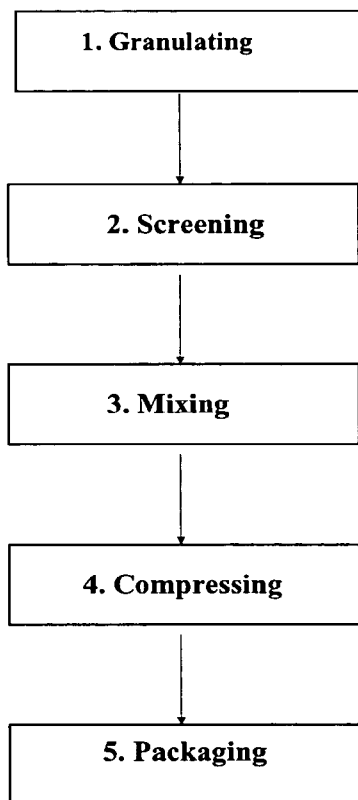 1. Granulating
2. Screening
3. Mixing
4. Compressing
5. Packaging